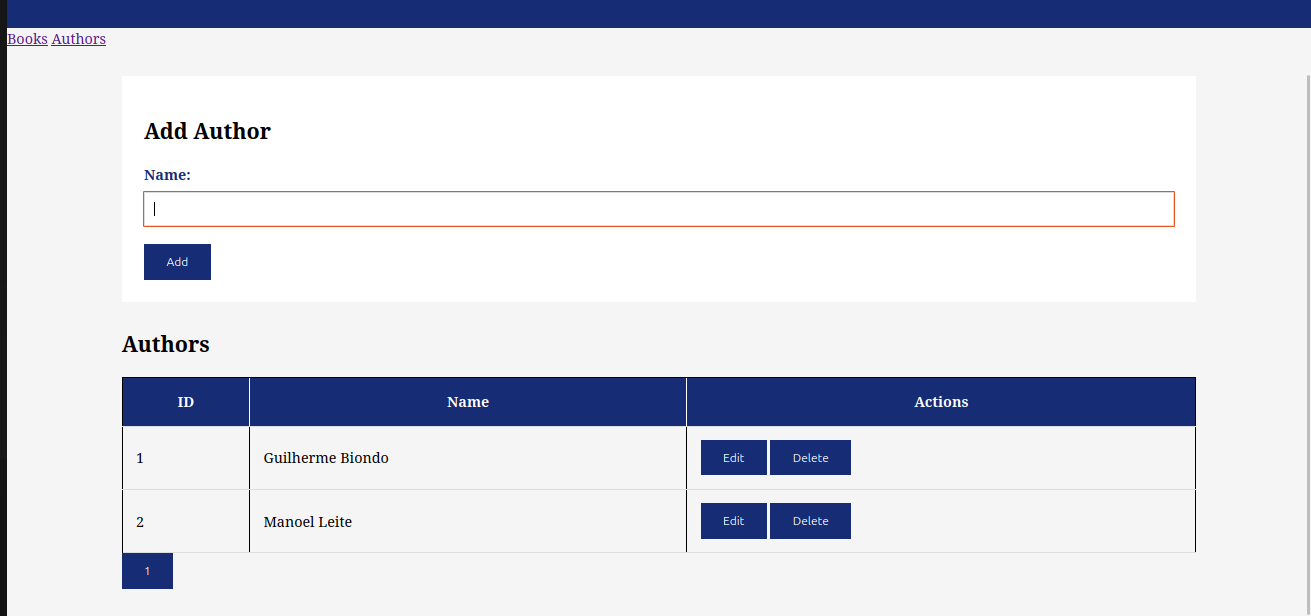 Books Authors
Add Author
Name:
Add
Authors
ID Name Actions
1 Guilherme Biondo Edit Delete
2 Manoel Leite Edit Delete
1